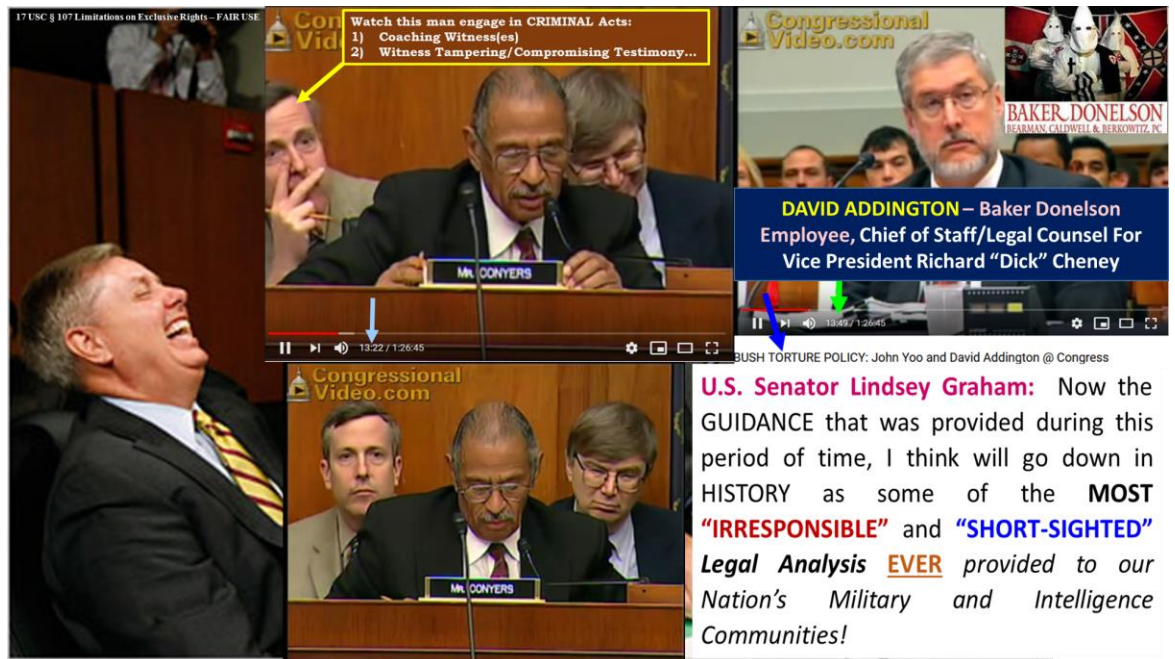 17 USC § 107 Limitations on Exclusive Rights – FAIR USE
Congressional
Video.com
Watch this man engage in CRIMINAL Acts:
1) Coaching Witness(es)
2) Witness Tampering/Compromising Testimony…
MR. CONYERS
13:22 / 1:26:45
Congressional
Video.com
BAKER DONELSON
BEARMAN, CALDWELL & BERKOWITZ, PC
DAVID ADDINGTON – Baker Donelson
Employee, Chief of Staff/Legal Counsel For
Vice President Richard “Dick” Cheney
13:49 / 1:26:45
BUSH TORTURE POLICY: John Yoo and David Addington @ Congress
Congressional
Video.com
MR. CONYERS
U.S. Senator Lindsey Graham: Now the
GUIDANCE that was provided during this
period of time, I think will go down in
HISTORY as some of the MOST
“IRRESPONSIBLE” and “SHORT-SIGHTED”
Legal Analysis EVER provided to our
Nation’s Military and Intelligence
Communities!